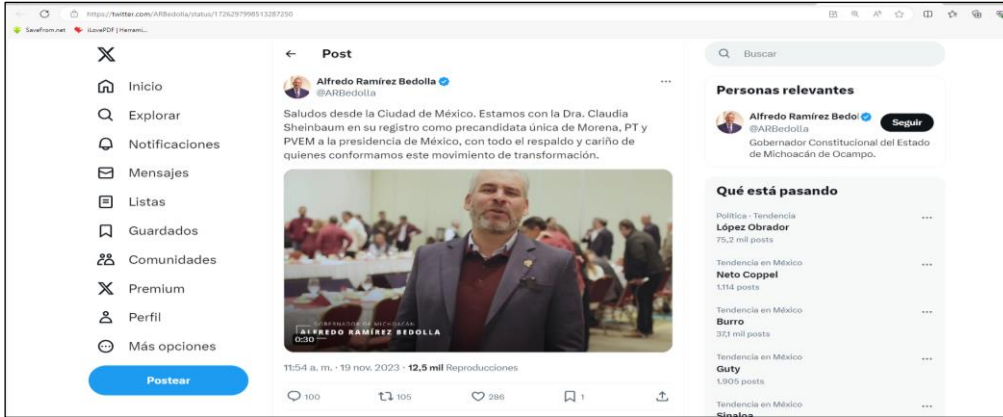 https://twitter.com/ARBedolla/status/1726297998513287250
SaveFrom.net
iLovePDF | Herrami...
Inicio
Explorar
Notificaciones
Mensajes
Listas
Guardados
Comunidades
Premium
Perfil
Más opciones
Postear
Post
Alfredo Ramírez Bedolla
@ARBedolla
Saludos desde la Ciudad de México. Estamos con la Dra. Claudia
Sheinbaum en su registro como precandidata única de Morena, PT y
PVEM a la presidencia de México, con todo el respaldo y cariño de
quienes conformamos este movimiento de transformación.
GOBERNADOR DE MICHOACÁN
ALFREDO RAMÍREZ BEDOLLA
0:30
11:54 a. m. · 19 nov. 2023 · 12,5 mil Reproducciones
100 105 286 1
Buscar
Personas relevantes
Alfredo Ramírez Bedol
@ARBedolla
Seguir
Gobernador Constitucional del Estado
de Michoacán de Ocampo.
Qué está pasando
Política · Tendencia
López Obrador
75,2 mil posts
Tendencia en México
Neto Coppel
1.114 posts
Tendencia en México
Burro
37,1 mil posts
Tendencia en México
Guty
1.905 posts
Tendencia en México
Sinaloa